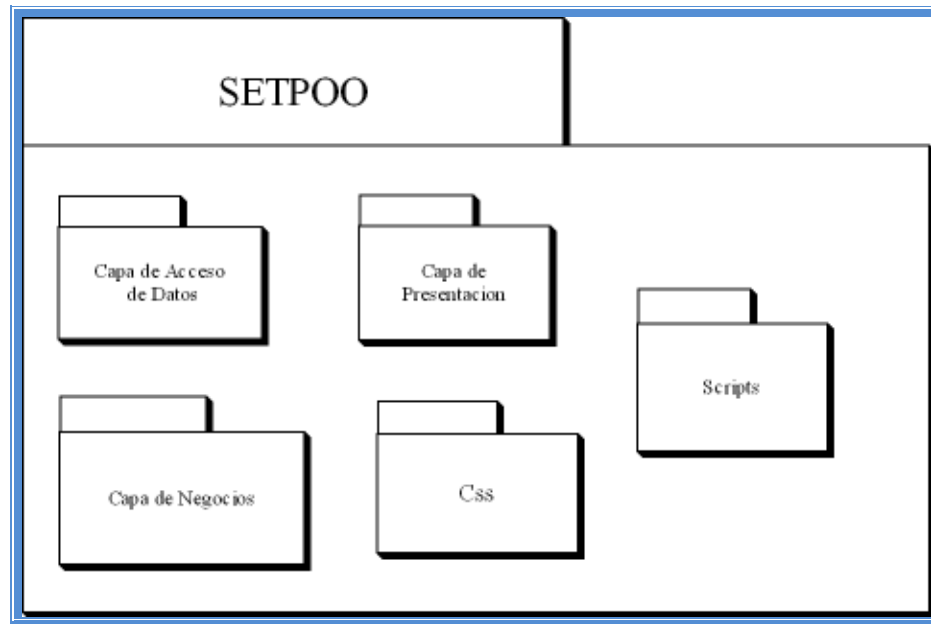 SETPOO
Capa de Acceso
de Datos
Capa de
Presentacion
Scripts
Capa de Negocios
Css